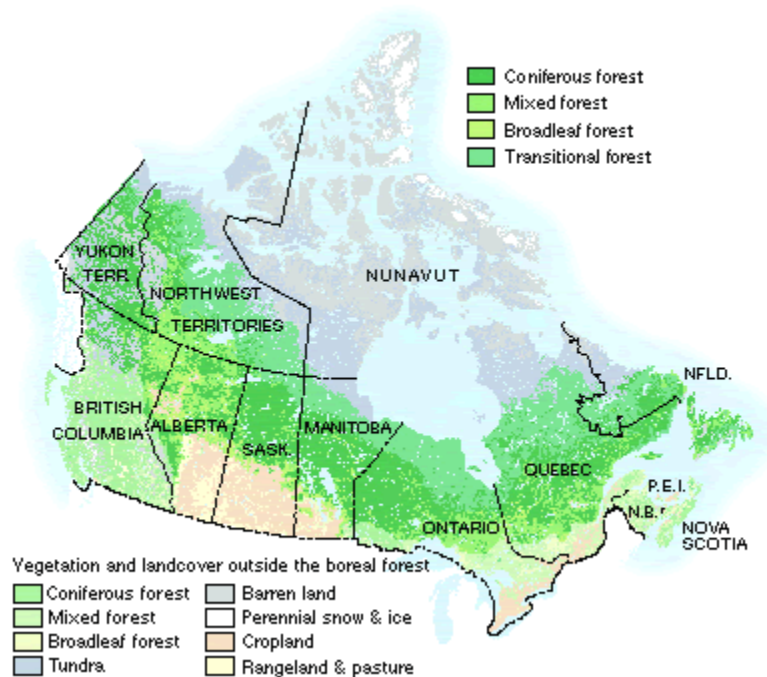 Coniferous forest
Mixed forest
Broadleaf forest
Transitional forest
YUKON
TERR.
NORTHWEST
TERRITORIES
NUNAVUT
BRITISH
COLUMBIA
ALBERTA
SASK.
MANITOBA
ONTARIO
QUEBEC
NFLD.
P.E.I.
N.B.
NOVA
SCOTIA
Vegetation and landcover outside the boreal forest
Coniferous forest
Mixed forest
Broadleaf forest
Tundra
Barren land
Perennial snow & ice
Cropland
Rangeland & pasture